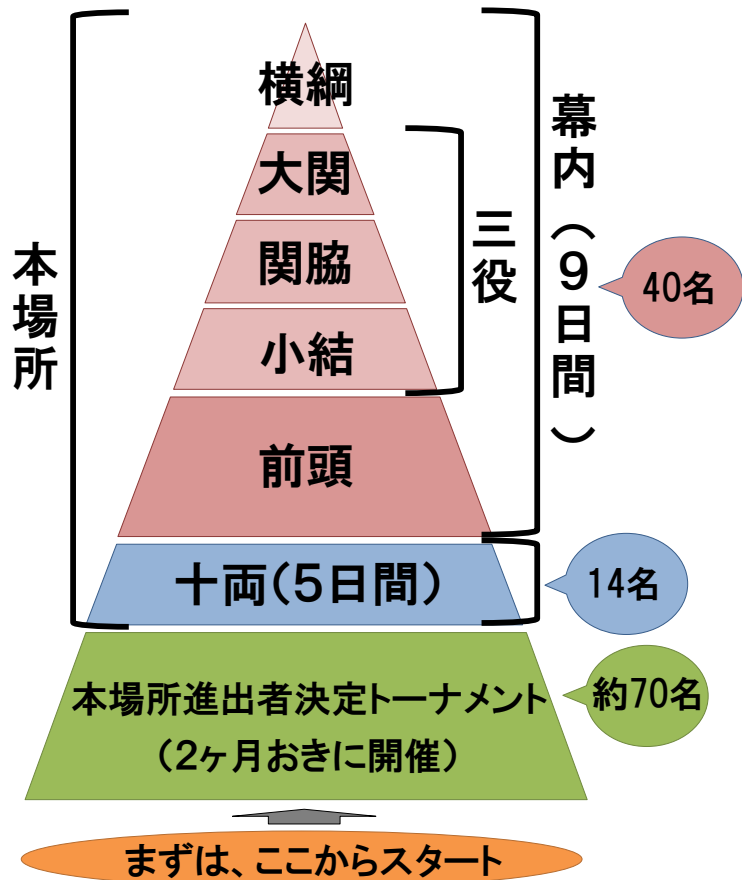 横綱
大関
関脇
小結
前頭
十両(5日間)
本場所進出者決定トーナメント
(2ヶ月おきに開催)
まずは、ここからスタート
本場所
三役
幕内(9日間)
40名
14名
約70名